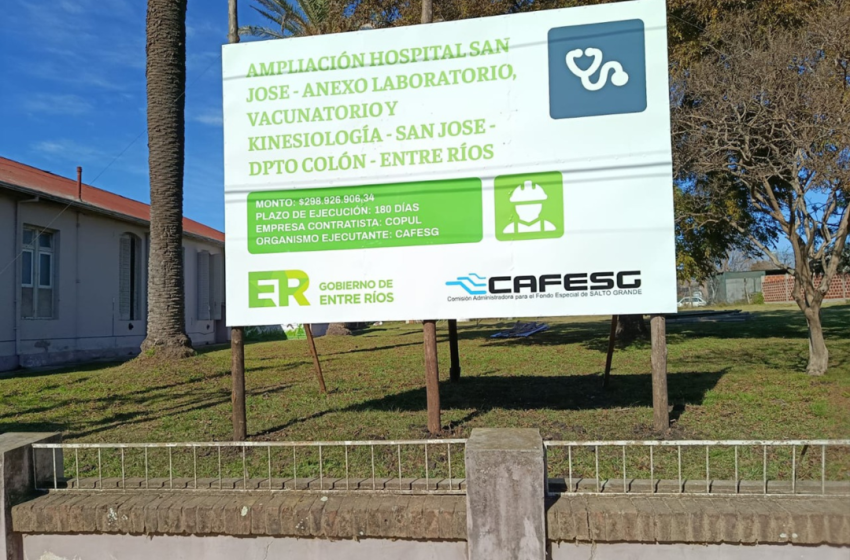 AMPLIACIÓN HOSPITAL SAN
JOSE - ANEXO LABORATORIO,
VACUNATORIO Y
KINESIOLOGÍA - SAN JOSE -
DPTO COLÓN - ENTRE RÍOS
MONTO: $298.926.906,34
PLAZO DE EJECUCIÓN: 180 DÍAS
EMPRESA CONTRATISTA: COPUL
ORGANISMO EJECUTANTE: CAFESG
ER
GOBIERNO DE
ENTRE RÍOS
CAFESG
Comisión Administradora para el Fondo Especial de SALTO GRANDE